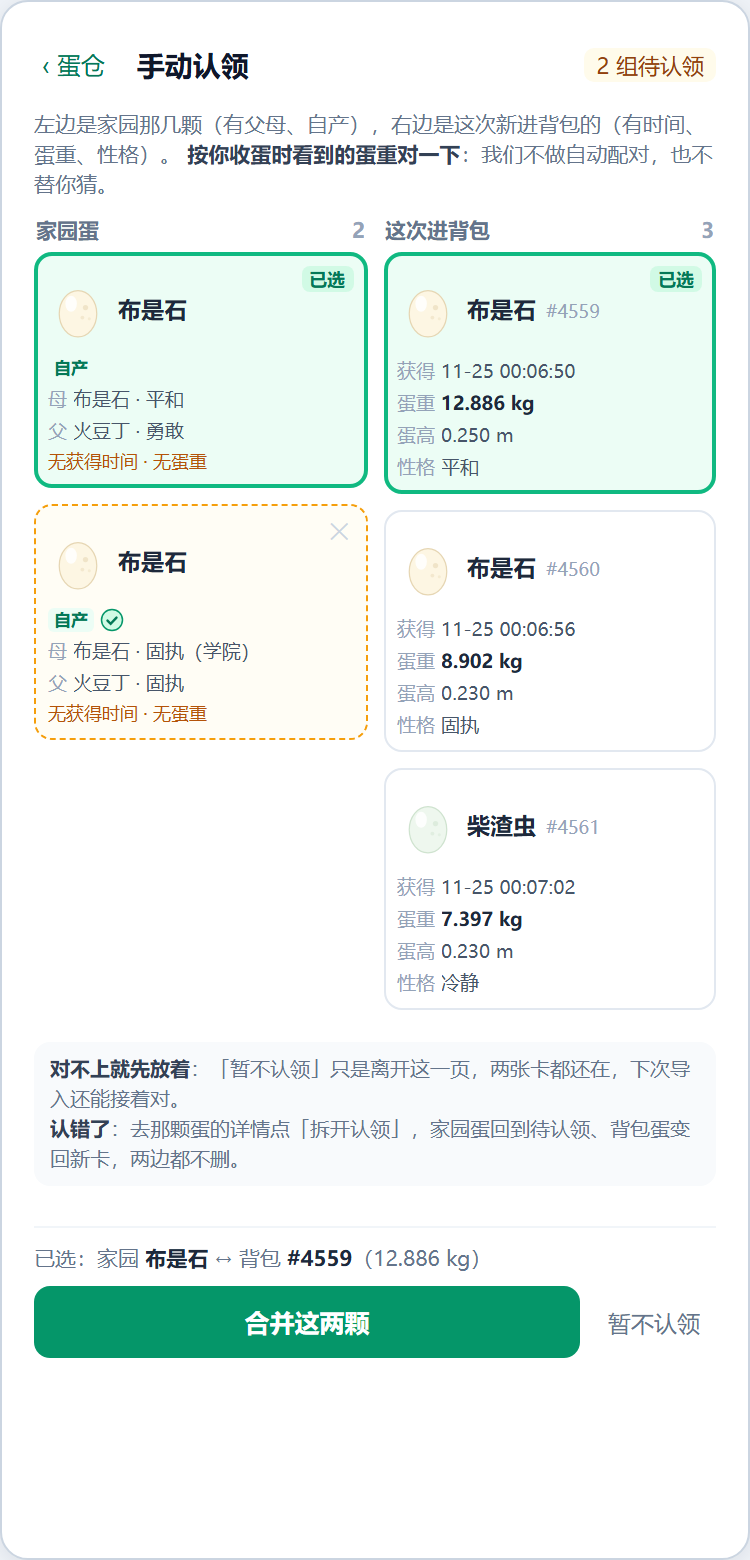 ‹ 蛋仓 手动认领 2 组待认领
左边是家园那几颗（有父母、自产），右边是这次新进背包的（有时间、
蛋重、性格）。按你收蛋时看到的蛋重对一下：我们不做自动配对，也不
替你猜。
家园蛋 2
已选
布是石
自产
母 布是石 · 平和
父 火豆丁 · 勇敢
无获得时间 · 无蛋重
布是石
自产
母 布是石 · 固执（学院）
父 火豆丁 · 固执
无获得时间 · 无蛋重
这次进背包 3
已选
布是石 #4559
获得 11-25 00:06:50
蛋重 12.886 kg
蛋高 0.250 m
性格 平和
布是石 #4560
获得 11-25 00:06:56
蛋重 8.902 kg
蛋高 0.230 m
性格 固执
柴渣虫 #4561
获得 11-25 00:07:02
蛋重 7.397 kg
蛋高 0.230 m
性格 冷静
对不上就先放着：「暂不认领」只是离开这一页，两张卡都还在，下次导
入还能接着对。
认错了：去那颗蛋的详情点「拆开认领」，家园蛋回到待认领、背包蛋变
回新卡，两边都不删。
已选：家园 布是石 ↔ 背包 #4559（12.886 kg）
合并这两颗 暂不认领